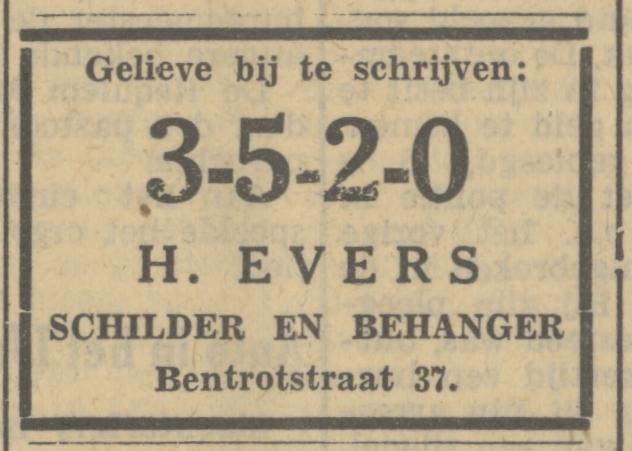 Gelieve bij te schrijven:
3-5-2-0
H. EVERS
SCHILDER EN BEHANGER
Bentrotstraat 37.